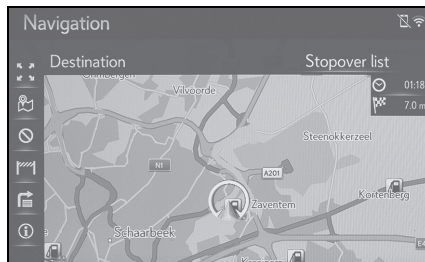 Navigation
Destination
Stopover list
01:18
7.0 m
Vilvoorde
Steenokkerzeel
N1
A201
Zaventem
Kortenberg
Schaarbeek